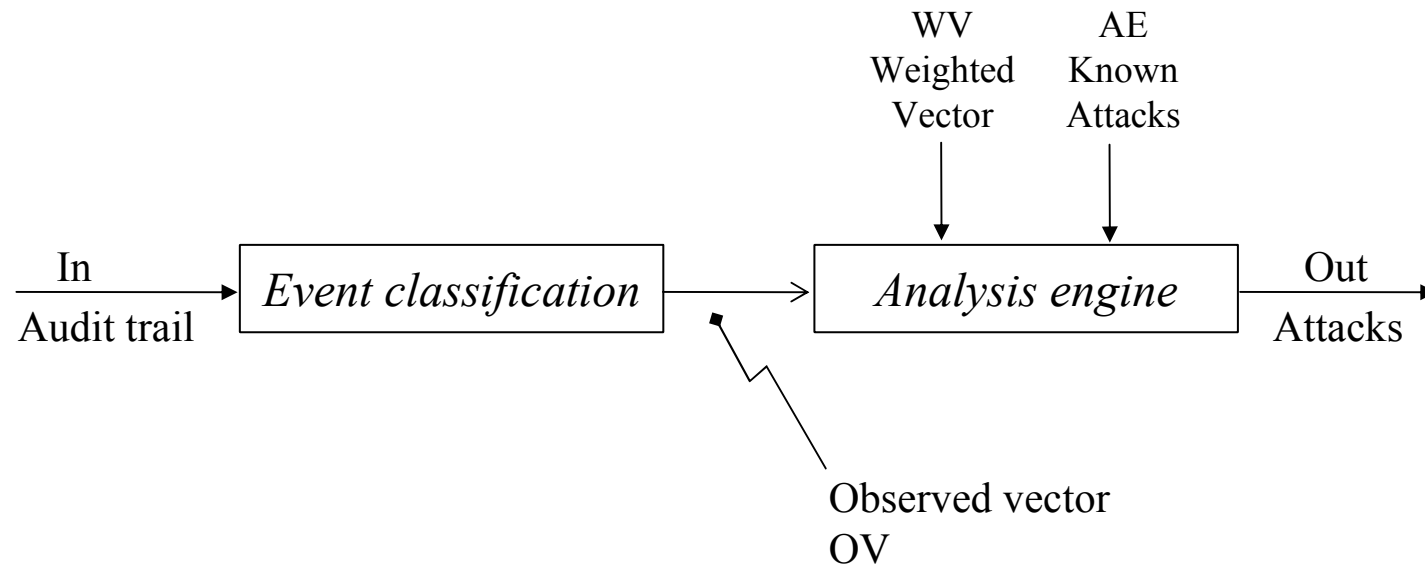 WV
Weighted
Vector
AE
Known
Attacks
In
Audit trail
Event classification
Analysis engine
Out
Attacks
Observed vector
OV